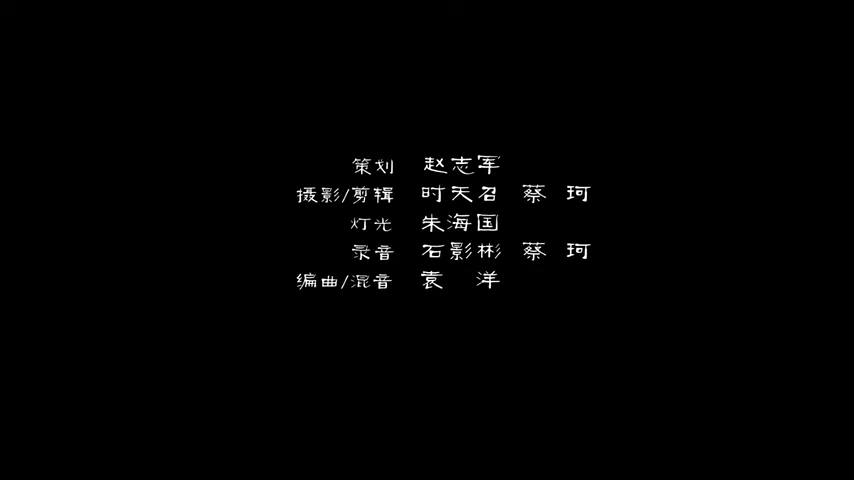 策划 赵志军
摄影/剪辑 时天召 蔡 珂
灯光 朱海国
录音 石影彬 蔡 珂
编曲/混音 袁 洋